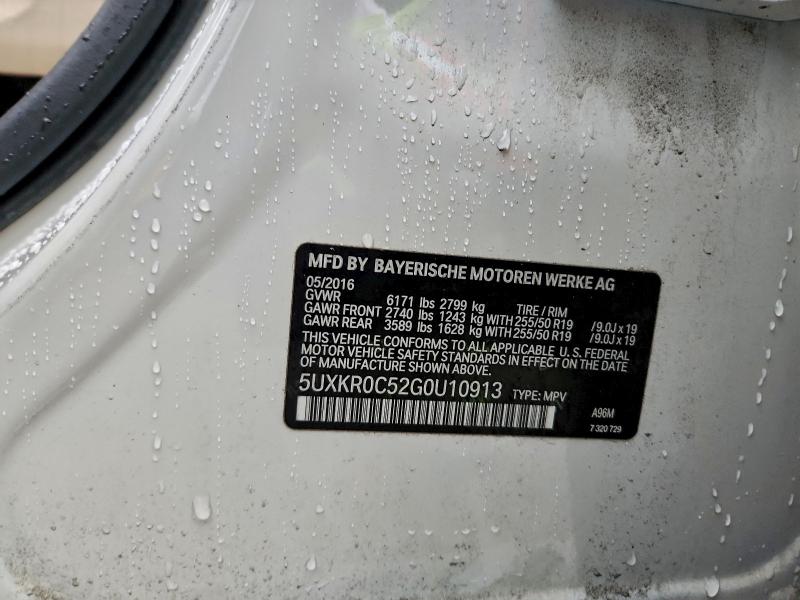 MFD BY BAYERISCHE MOTOREN WERKE AG
05/2016
GVWR 6171 lbs 2799 kg TIRE / RIM
GAWR FRONT 2740 lbs 1243 kg WITH 255/50 R19 /9.0J x 19
GAWR REAR 3589 lbs 1628 kg WITH 255/50 R19 /9.0J x 19
THIS VEHICLE CONFORMS TO ALL APPLICABLE U.S. FEDERAL
MOTOR VEHICLE SAFETY STANDARDS IN EFFECT ON THE DATE
OF MANUFACTURE SHOWN ABOVE.
5UXKR0C52G0U10913 TYPE: MPV
A96M
7 320 729